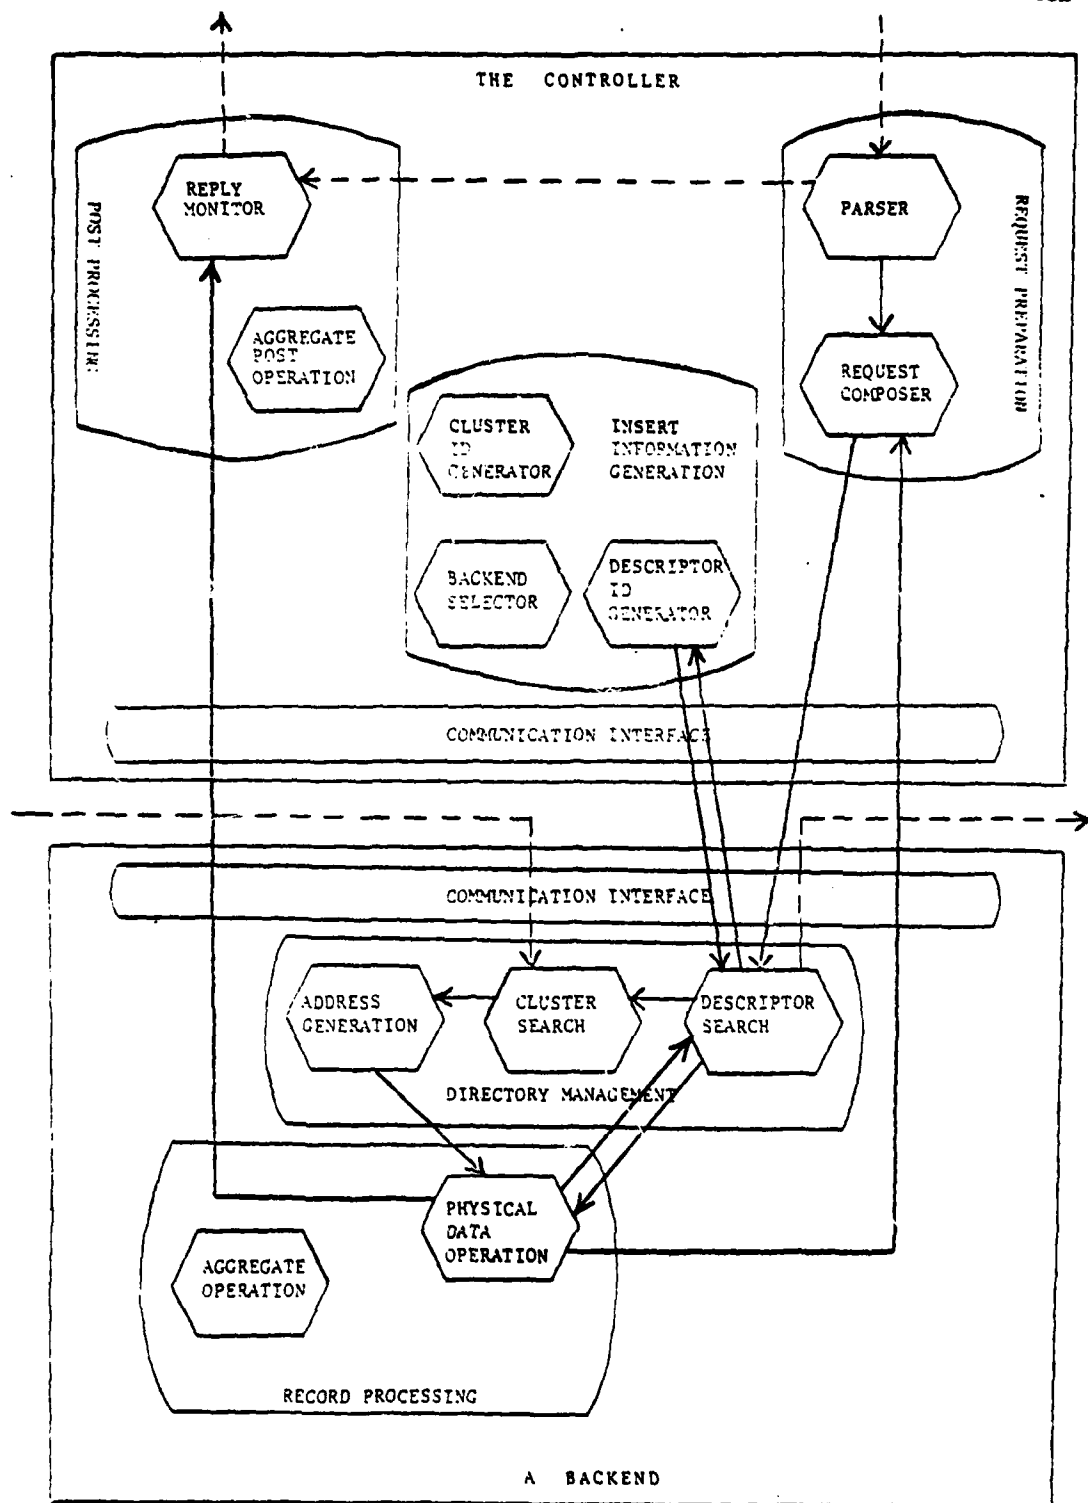 THE CONTROLLER
REPLY
MONITOR
POST PROCESSING
AGGREGATE
POST
OPERATION
PARSER
REQUEST
COMPOSER
REQUEST PREPARATION
CLUSTER
ID
GENERATOR
INSERT
INFORMATION
GENERATION
BACKEND
SELECTOR
DESCRIPTOR
ID
GENERATOR
COMMUNICATION INTERFACE
COMMUNICATION INTERFACE
ADDRESS
GENERATION
CLUSTER
SEARCH
DESCRIPTOR
SEARCH
DIRECTORY MANAGEMENT
PHYSICAL
DATA
OPERATION
AGGREGATE
OPERATION
RECORD PROCESSING
A BACKEND